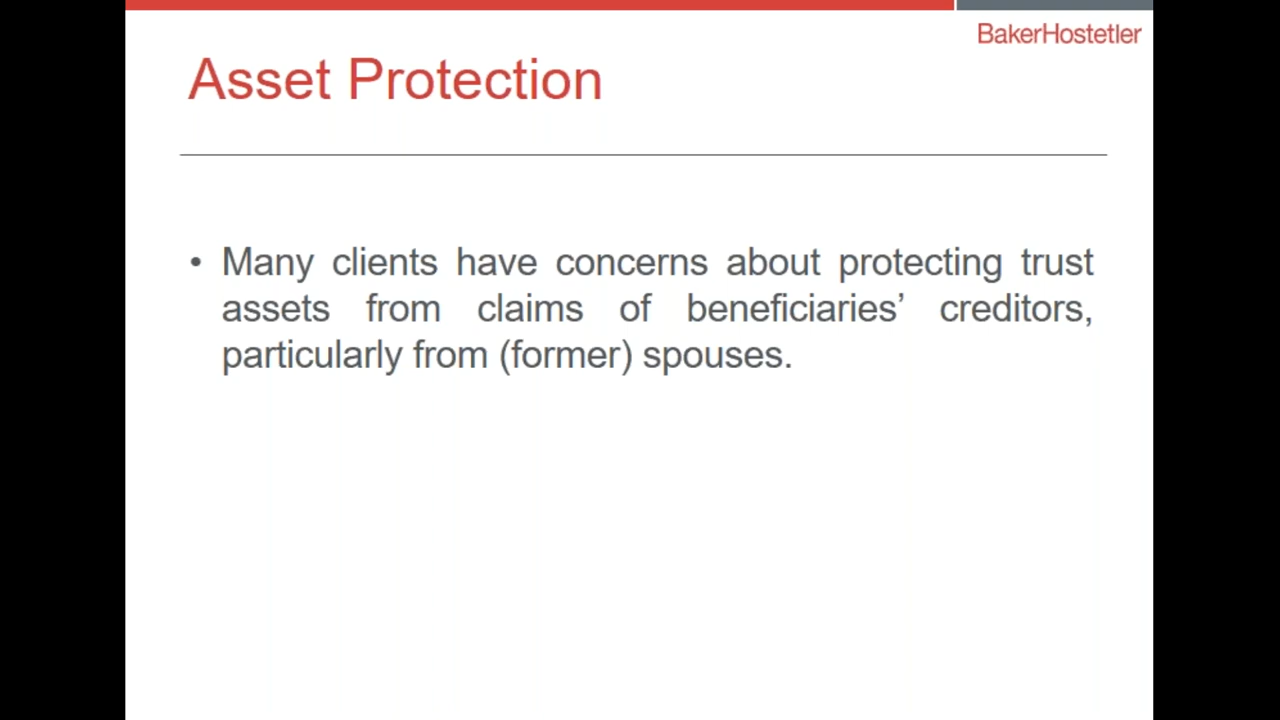 BakerHostetler
Asset Protection
• Many clients have concerns about protecting trust
assets from claims of beneficiaries’ creditors,
particularly from (former) spouses.